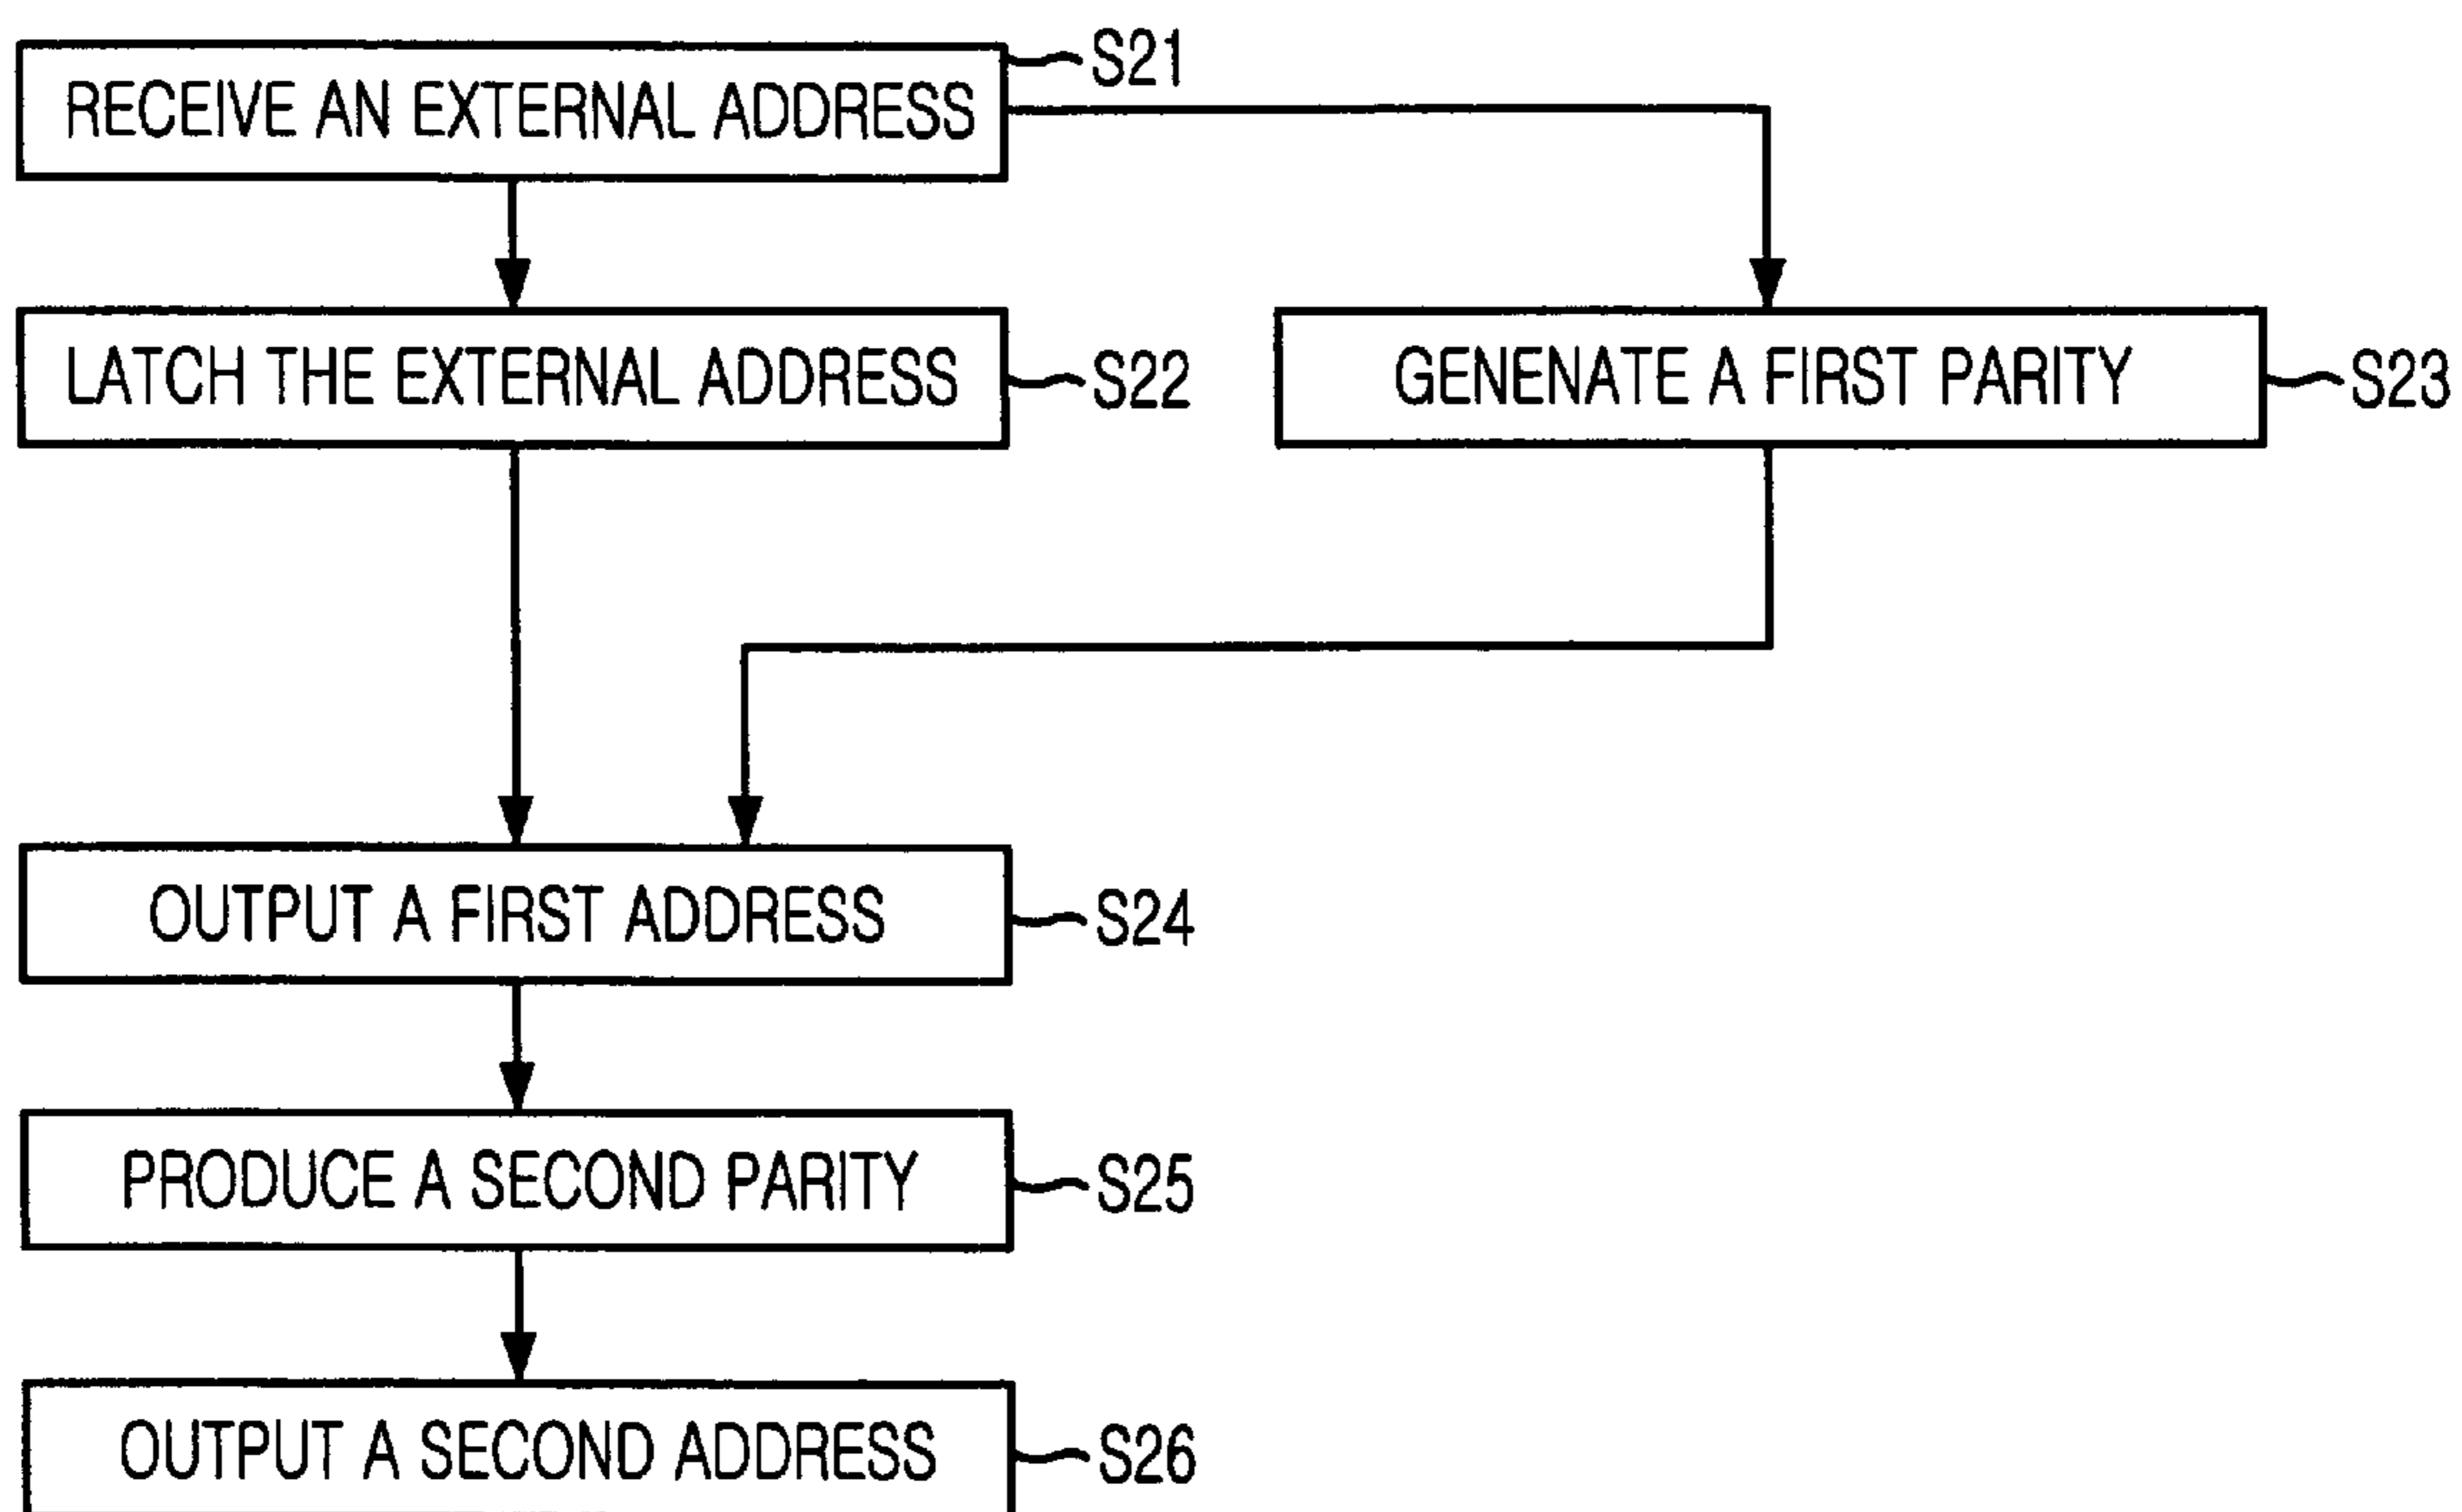 RECEIVE AN EXTERNAL ADDRESS
S21
LATCH THE EXTERNAL ADDRESS
S22
GENENATE A FIRST PARITY
S23
OUTPUT A FIRST ADDRESS
S24
PRODUCE A SECOND PARITY
S25
OUTPUT A SECOND ADDRESS
S26